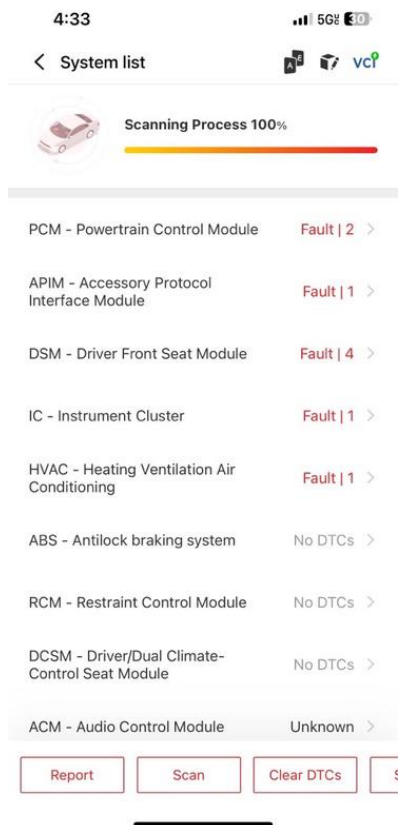 4:33
5G 30
System list
A
vci
Scanning Process 100%
PCM - Powertrain Control Module Fault | 2
APIM - Accessory Protocol
Interface Module Fault | 1
DSM - Driver Front Seat Module Fault | 4
IC - Instrument Cluster Fault | 1
HVAC - Heating Ventilation Air
Conditioning Fault | 1
ABS - Antilock braking system No DTCs
RCM - Restraint Control Module No DTCs
DCSM - Driver/Dual Climate-
Control Seat Module No DTCs
ACM - Audio Control Module Unknown
Report Scan Clear DTCs